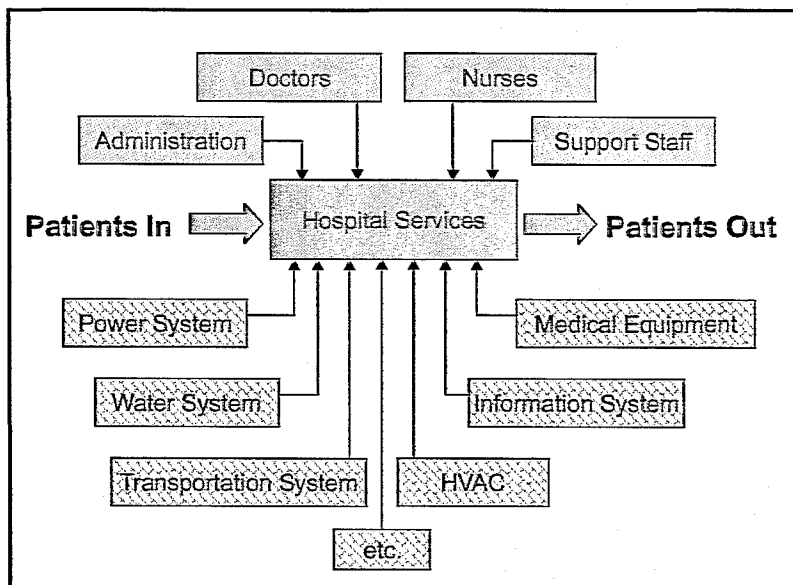 Doctors
Nurses
Administration
Support Staff
Patients In
Hospital Services
Patients Out
Power System
Medical Equipment
Water System
Information System
Transportation System
HVAC
etc.